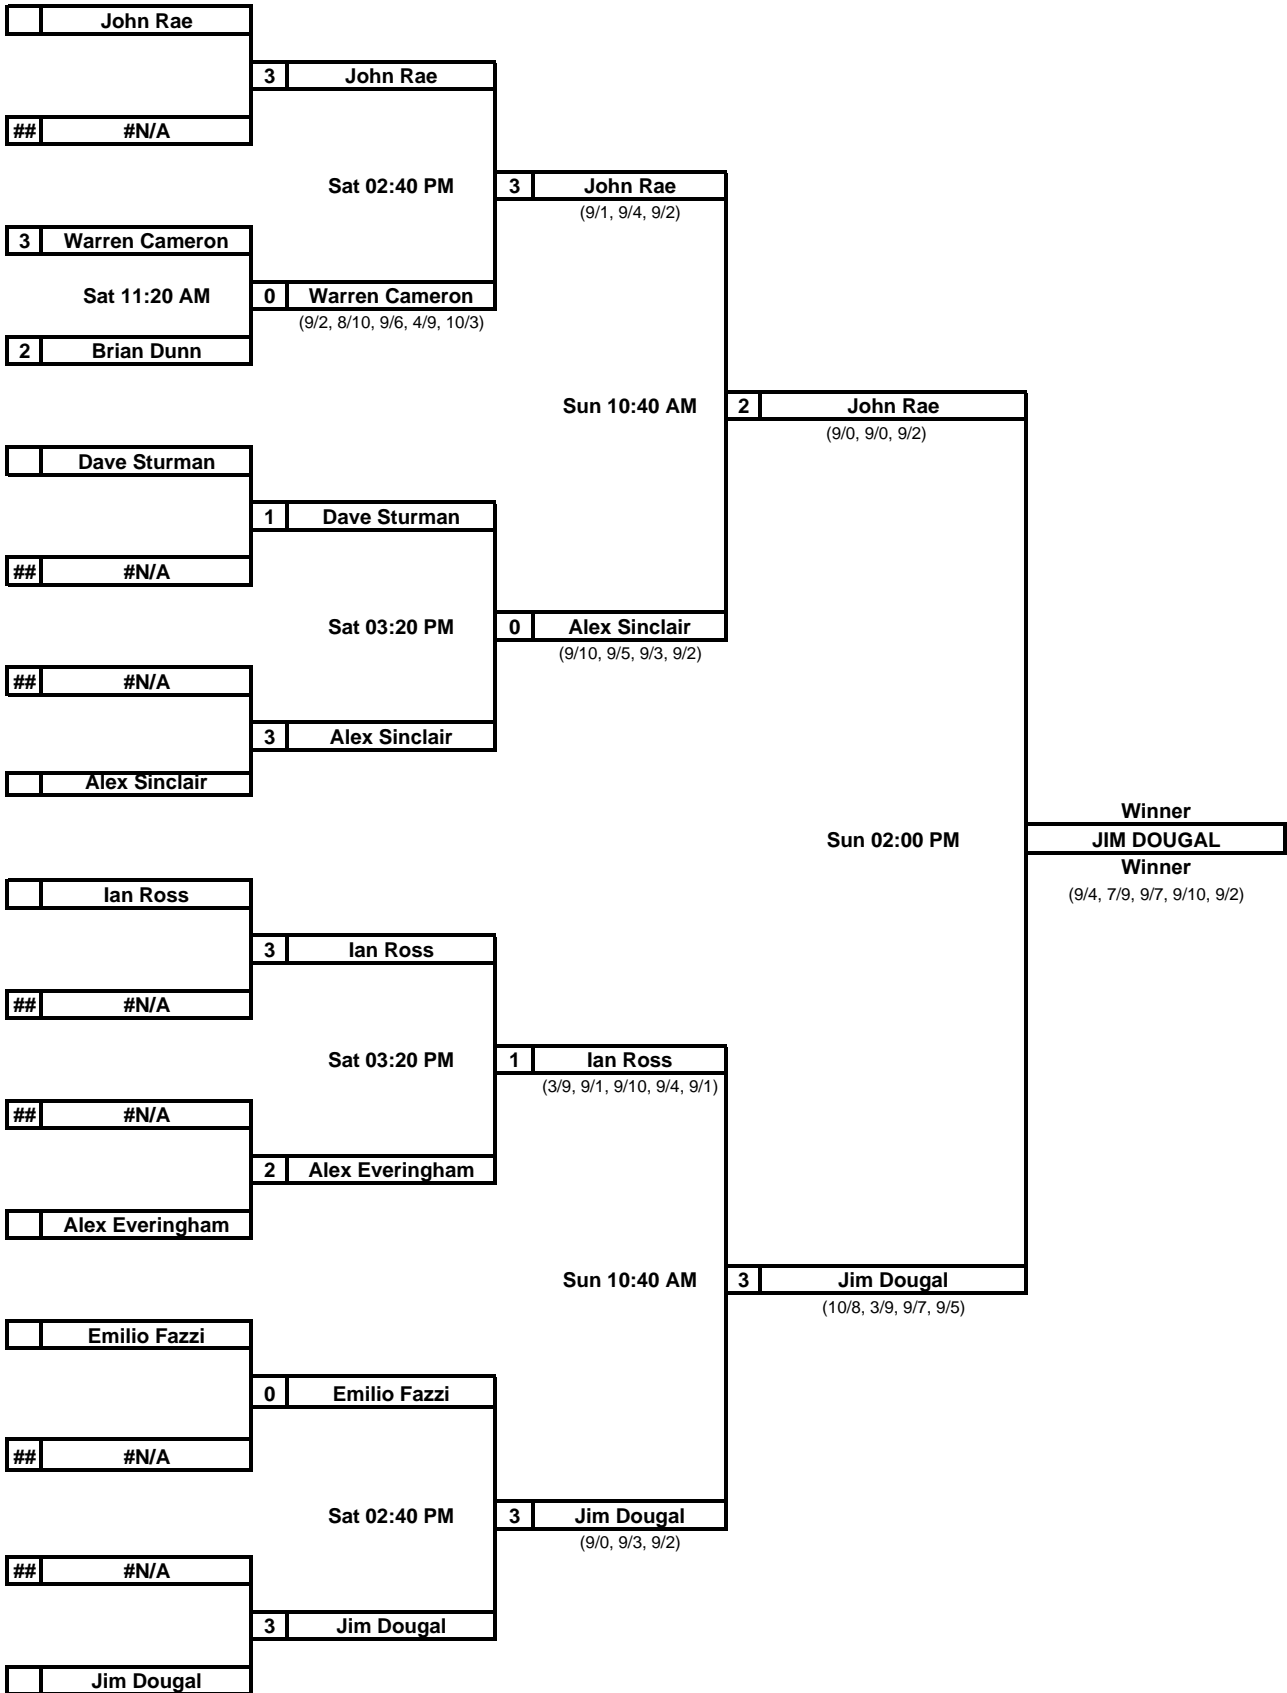 John Rae
3 John Rae
## #N/A
Sat 02:40 PM
3 John Rae
(9/1, 9/4, 9/2)
3 Warren Cameron
Sat 11:20 AM
0 Warren Cameron
(9/2, 8/10, 9/6, 4/9, 10/3)
2 Brian Dunn
Sun 10:40 AM
2 John Rae
(9/0, 9/0, 9/2)
Dave Sturman
1 Dave Sturman
## #N/A
Sat 03:20 PM
0 Alex Sinclair
(9/10, 9/5, 9/3, 9/2)
## #N/A
3 Alex Sinclair
Alex Sinclair
Winner
Sun 02:00 PM
JIM DOUGAL
Winner
(9/4, 7/9, 9/7, 9/10, 9/2)
Ian Ross
3 Ian Ross
## #N/A
Sat 03:20 PM
1 Ian Ross
(3/9, 9/1, 9/10, 9/4, 9/1)
## #N/A
2 Alex Everingham
Alex Everingham
Sun 10:40 AM
3 Jim Dougal
(10/8, 3/9, 9/7, 9/5)
Emilio Fazzi
0 Emilio Fazzi
## #N/A
Sat 02:40 PM
3 Jim Dougal
(9/0, 9/3, 9/2)
## #N/A
3 Jim Dougal
Jim Dougal